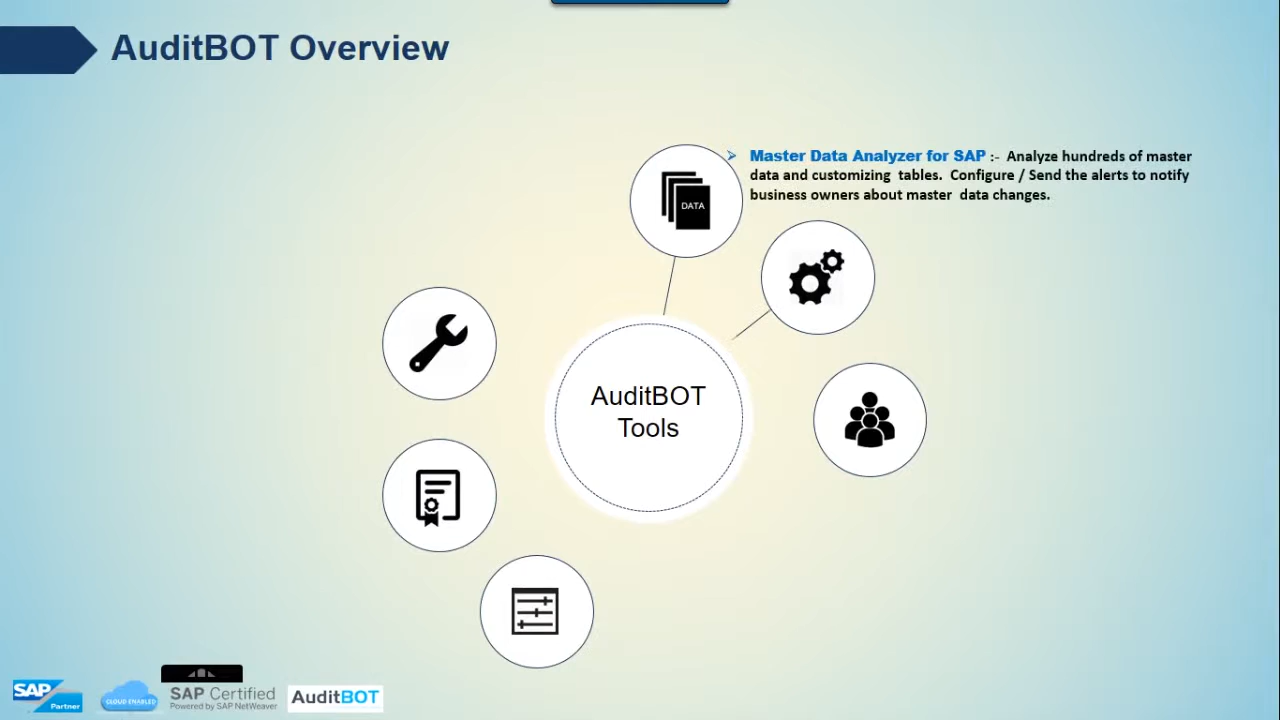 AuditBOT Overview
Master Data Analyzer for SAP :- Analyze hundreds of master
data and customizing tables. Configure / Send the alerts to notify
business owners about master data changes.
DATA
AuditBOT
Tools
SAP
Partner
CLOUD ENABLED
SAP Certified
Powered by SAP NetWeaver
AuditBOT